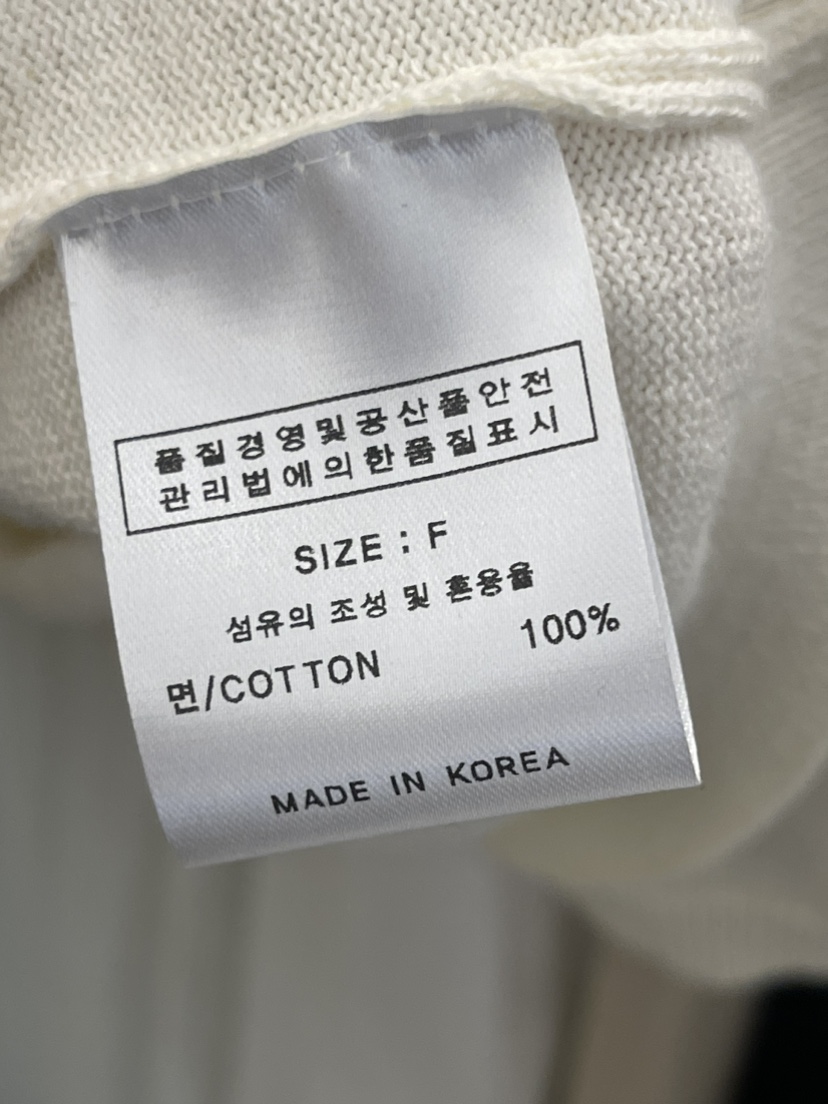 품질경영및공산품안전
관리법에의한품질표시
SIZE : F
섬유의 조성 및 혼용율
면/COTTON 100%
MADE IN KOREA